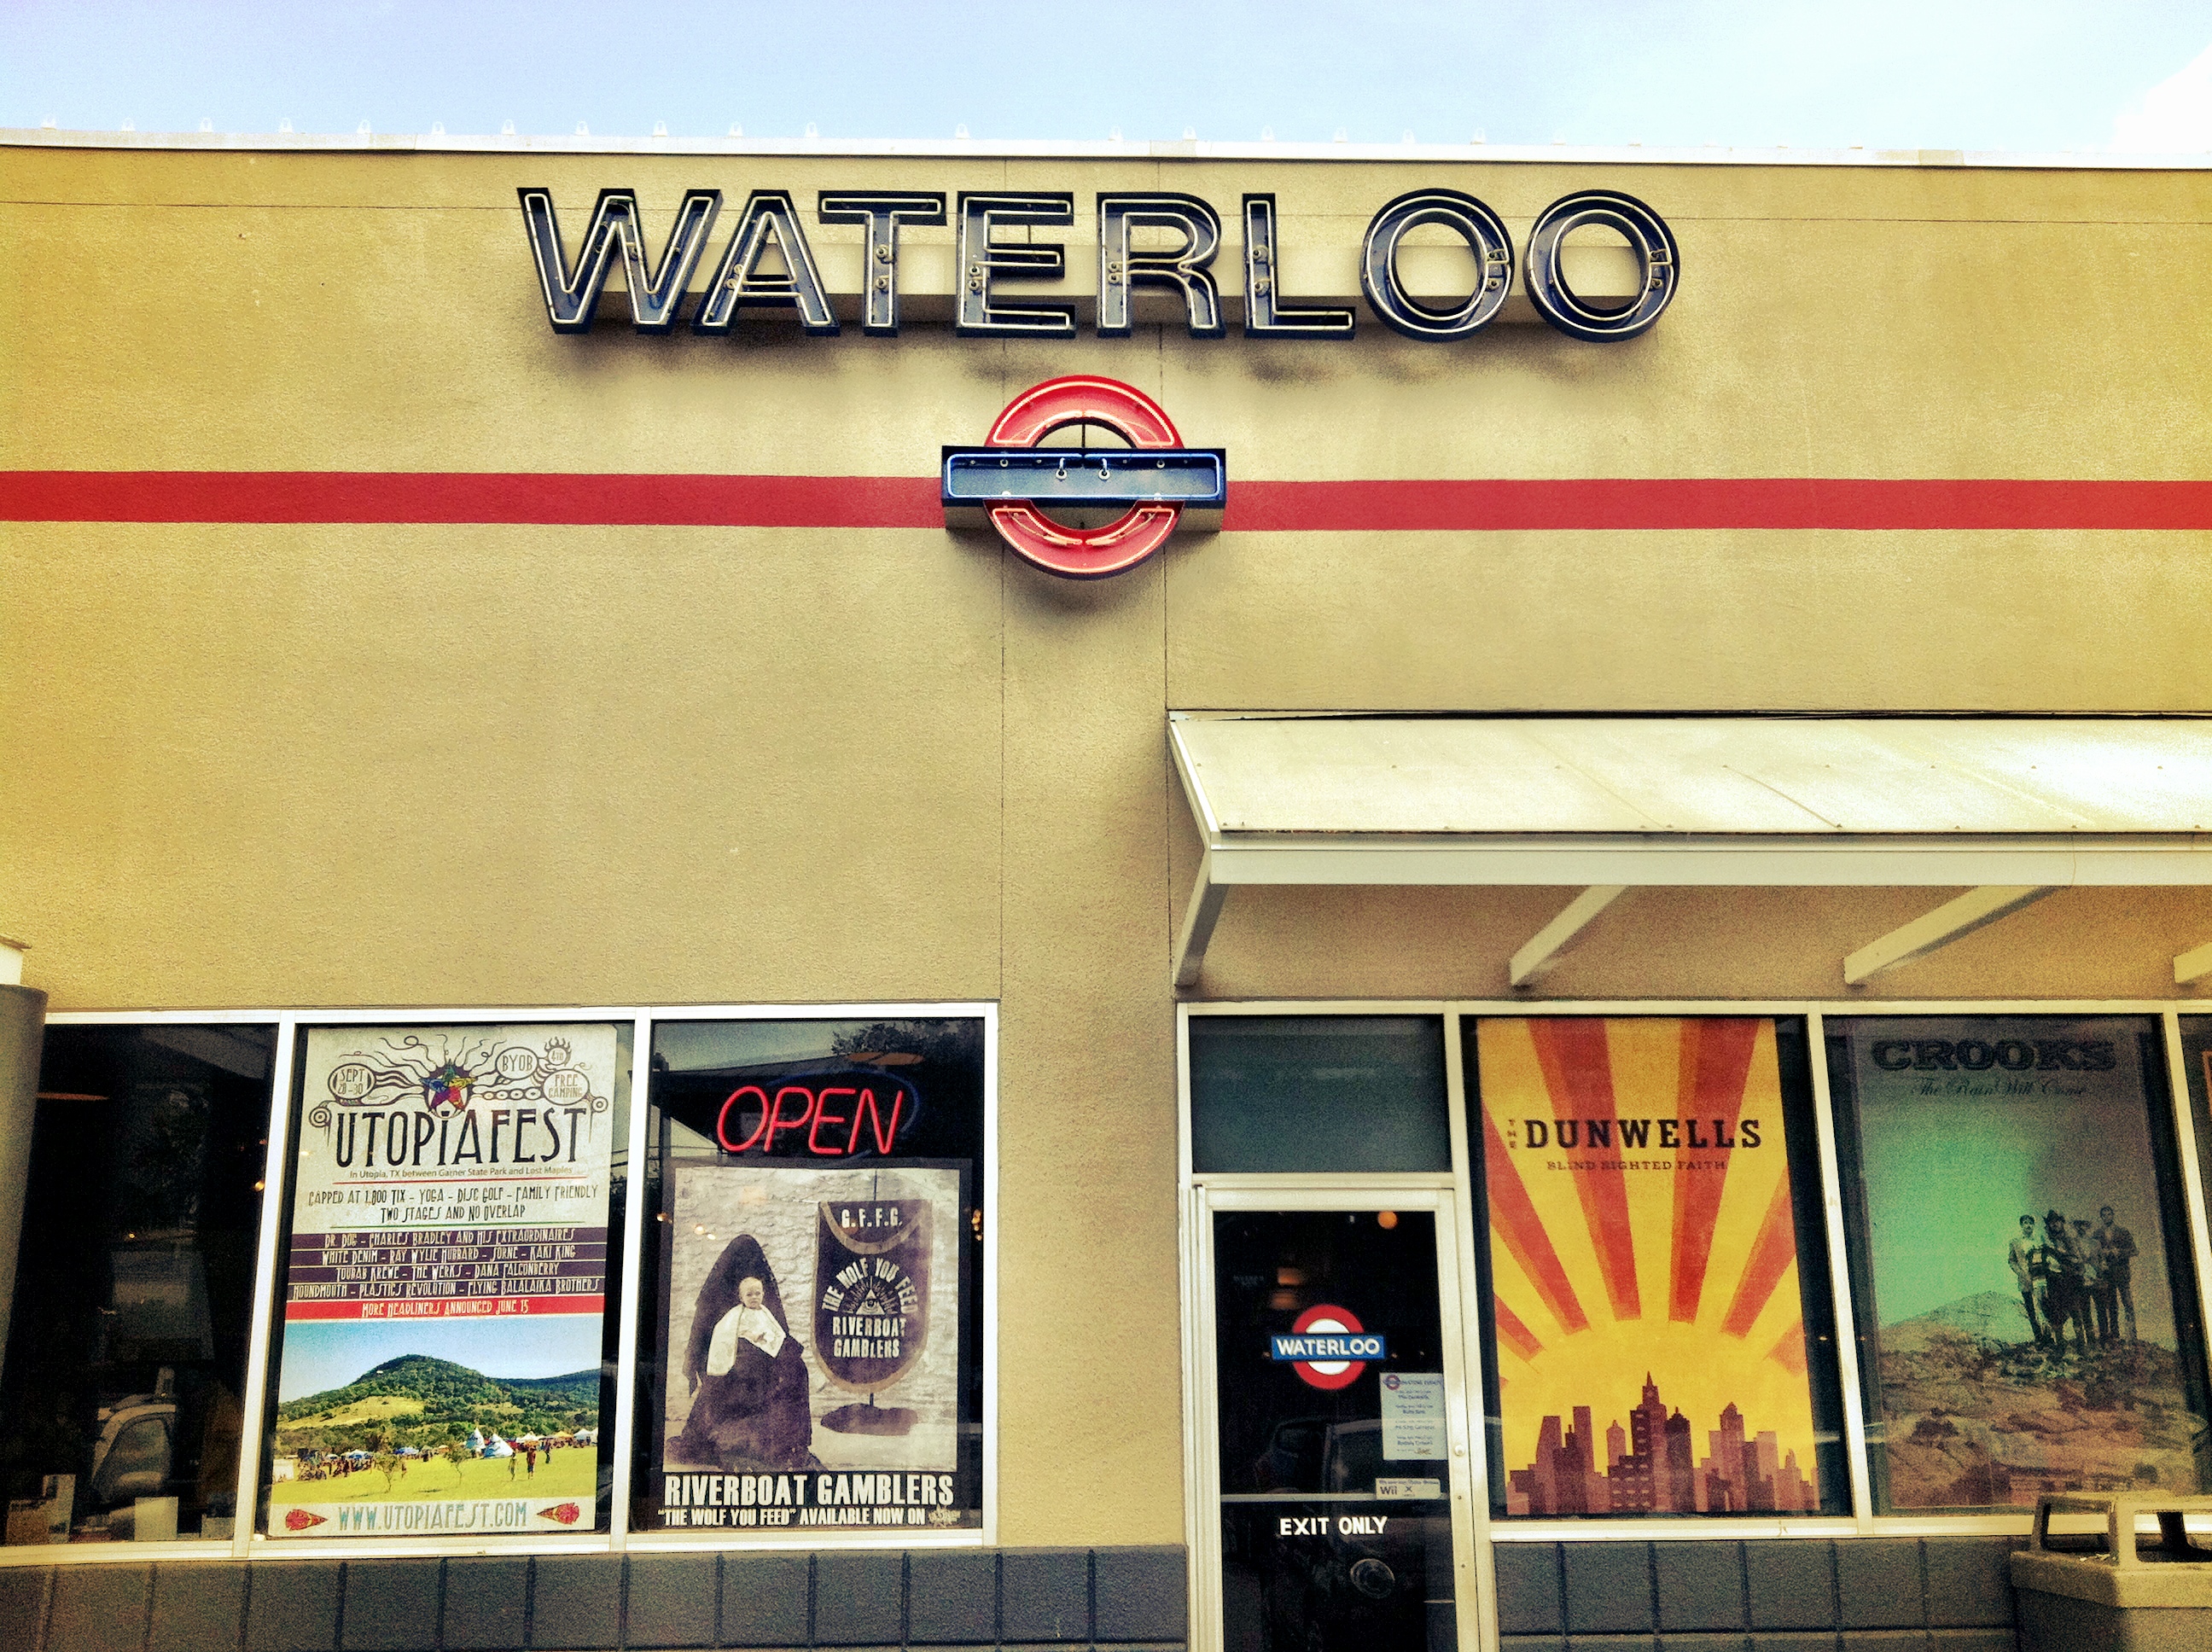 WATERLOO
SEPT
28-30
BYOB
FREE
CAMPING
UTOPiAFEST
In Utopia, TX between Garner State Park and Lost Maples
CAPPED AT 1,800 TIX - YOGA - DISC GOLF - FAMILY FRIENDLY
TWO STAGES AND NO OVERLAP
DR. DOG - CHARLES BRADLEY AND HIS EXTRAORDINAIRES
WHITE DENIM - RAY WYLIE HUBBARD - SORNE - KAKI KING
TOUBAB KREWE - THE WERKS - DANA FALCONBERRY
HOUNDMOUTH - PLASTICS REVOLUTION - FLYING BALALAIKA BROTHERS
MORE HEADLINERS ANNOUNCED JUNE 15
WWW.UTOPIAFEST.COM
OPEN
G.F.F.G.
THE WOLF YOU FEED
RIVERBOAT
GAMBLERS
RIVERBOAT GAMBLERS
"THE WOLF YOU FEED" AVAILABLE NOW ON
WATERLOO
Wii
EXIT ONLY
THE DUNWELLS
BLIND SIGHTED FAITH
CROOKS
The Rain Will Come